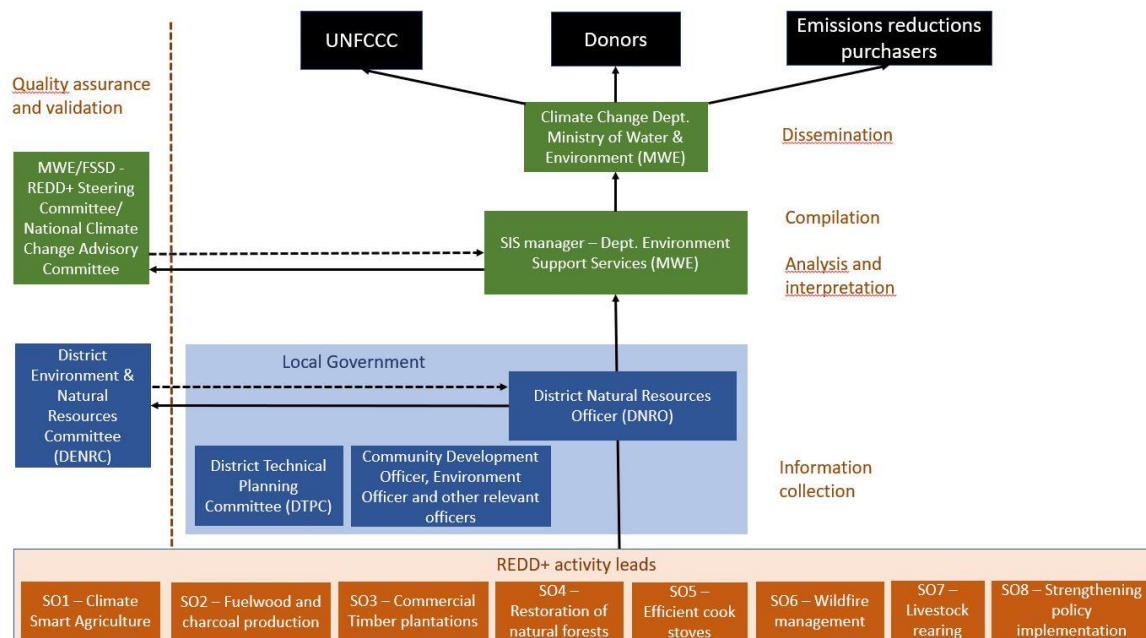 UNFCCC
Donors
Emissions reductions
purchasers
Quality assurance
and validation
Climate Change Dept.
Ministry of Water &
Environment (MWE)
Dissemination
MWE/FSSD -
REDD+ Steering
Committee/
National Climate
Change Advisory
Committee
SIS manager – Dept. Environment
Support Services (MWE)
Compilation
Analysis and
interpretation
District
Environment &
Natural
Resources
Committee
(DENRC)
Local Government
District Natural Resources
Officer (DNRO)
District Technical
Planning
Committee (DTPC)
Community Development
Officer, Environment
Officer and other relevant
officers
Information
collection
REDD+ activity leads
SO1 – Climate
Smart Agriculture
SO2 – Fuelwood and
charcoal production
SO3 – Commercial
Timber plantations
SO4 –
Restoration of
natural forests
SO5 –
Efficient cook
stoves
SO6 – Wildfire
management
SO7 –
Livestock
rearing
SO8 – Strengthening
policy
implementation